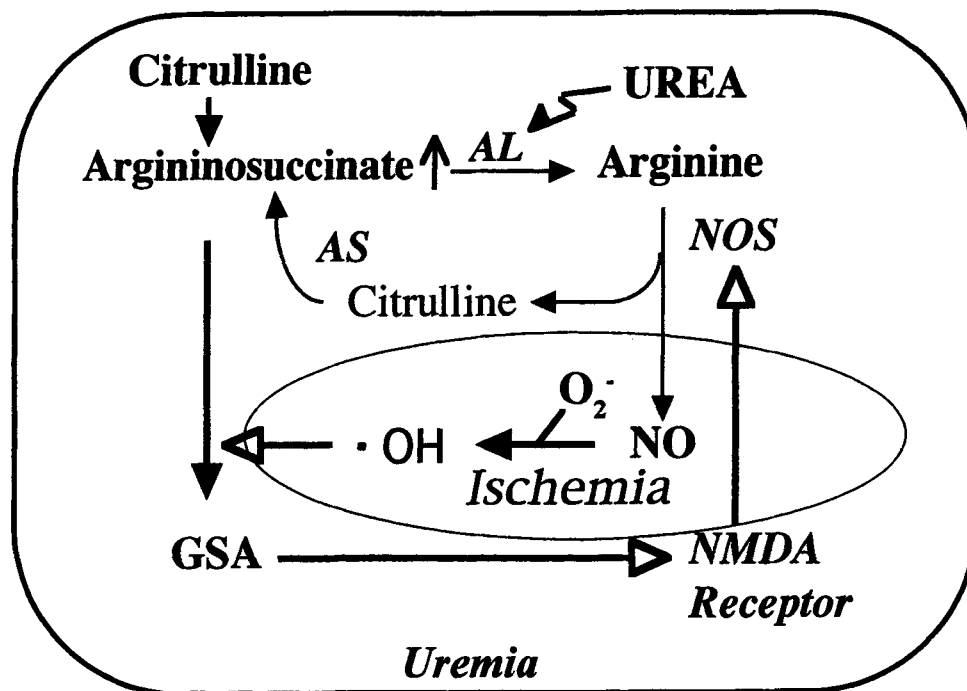 Citrulline
UREA
Argininosuccinate
AL
Arginine
AS
NOS
Citrulline
O₂⁻
· OH
NO
Ischemia
GSA
NMDA
Receptor
Uremia